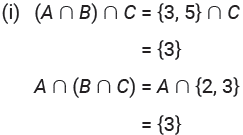 (i) (A ∩ B) ∩ C = {3, 5} ∩ C
= {3}
A ∩ (B ∩ C) = A ∩ {2, 3}
= {3}